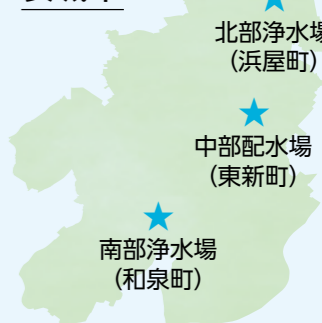 北部浄水場
（浜屋町）
中部配水場
（東新町）
南部浄水場
（和泉町）